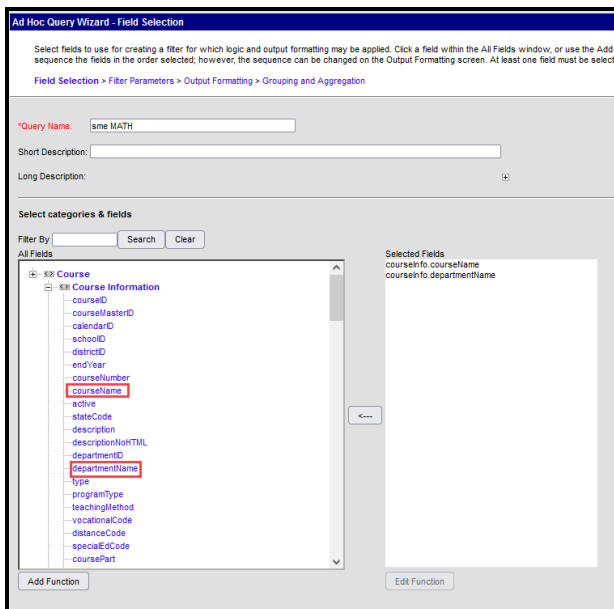 Ad Hoc Query Wizard - Field Selection
Select fields to use for creating a filter for which logic and output formatting may be applied. Click a field within the All Fields window, or use the Add
sequence the fields in the order selected; however, the sequence can be changed on the Output Formatting screen. At least one field must be select
Field Selection > Filter Parameters > Output Formatting > Grouping and Aggregation
*Query Name: sme MATH
Short Description:
Long Description:
Select categories & fields
Filter By Search Clear
All Fields
Selected Fields
Course
Course Information
courseID
courseMasterID
calendarID
schoolID
districtID
endYear
courseNumber
courseName
active
stateCode
description
descriptionNoHTML
departmentID
departmentName
type
programType
teachingMethod
vocationalCode
distanceCode
specialEdCode
coursePart
<---
courseInfo.courseName
courseInfo.departmentName
Add Function
Edit Function